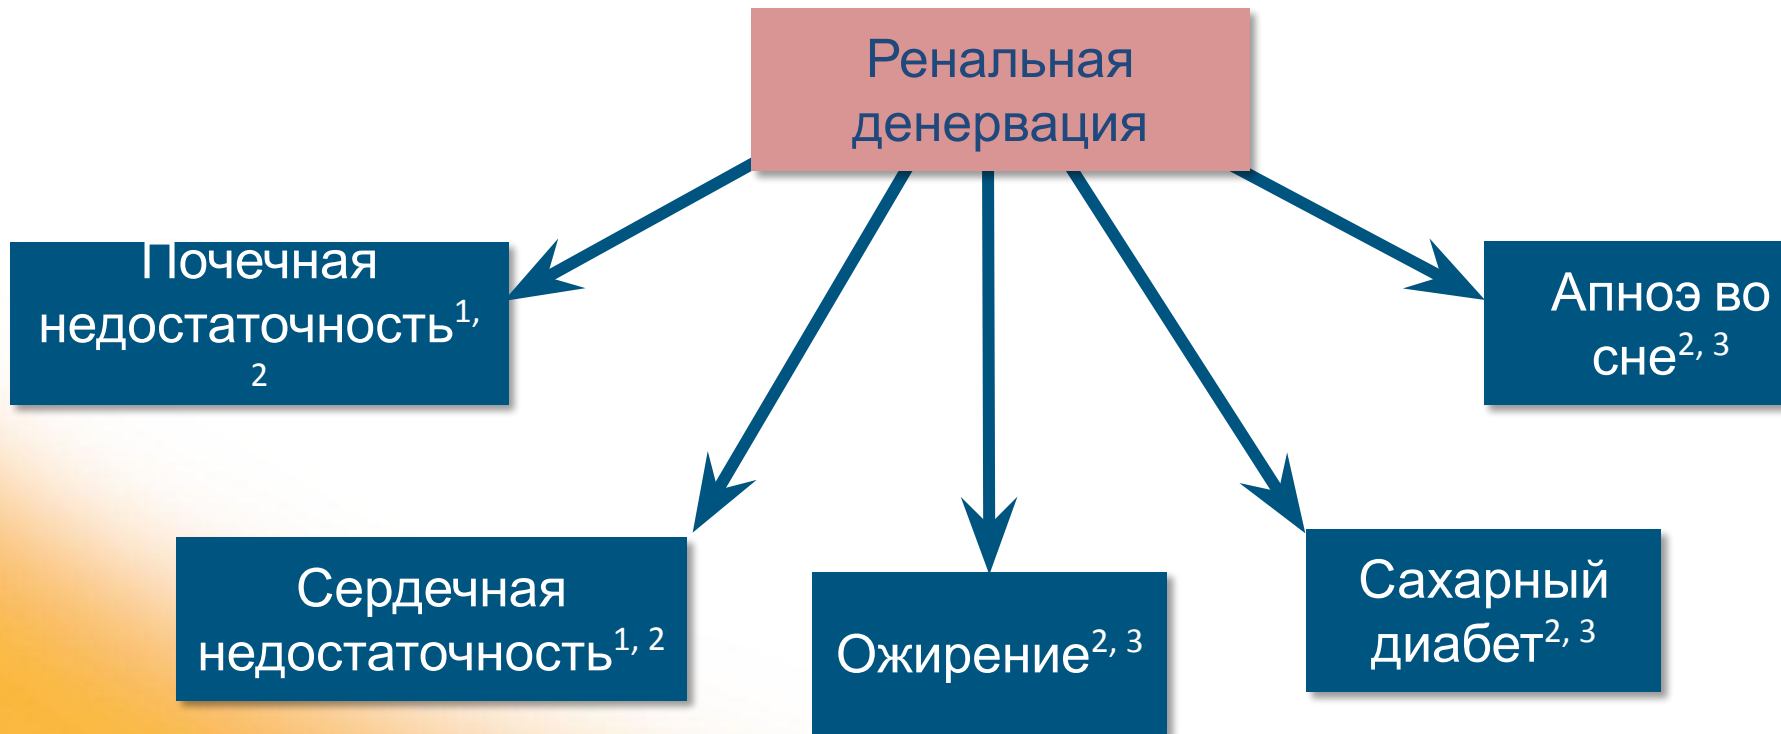 Ренальная
денервация
Почечная
недостаточность1,
2
Апноэ во
сне2, 3
Сердечная
недостаточность1, 2
Ожирение2, 3
Сахарный
диабет2, 3